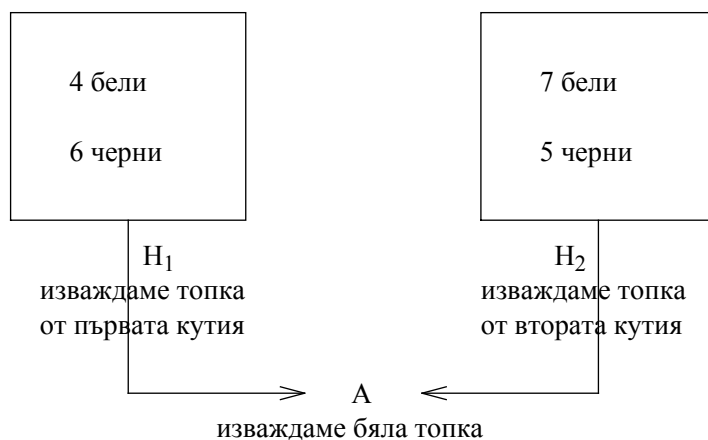 4 бели
6 черни
7 бели
5 черни
H1
изваждаме топка
от първата кутия
H2
изваждаме топка
от втората кутия
A
изваждаме бяла топка